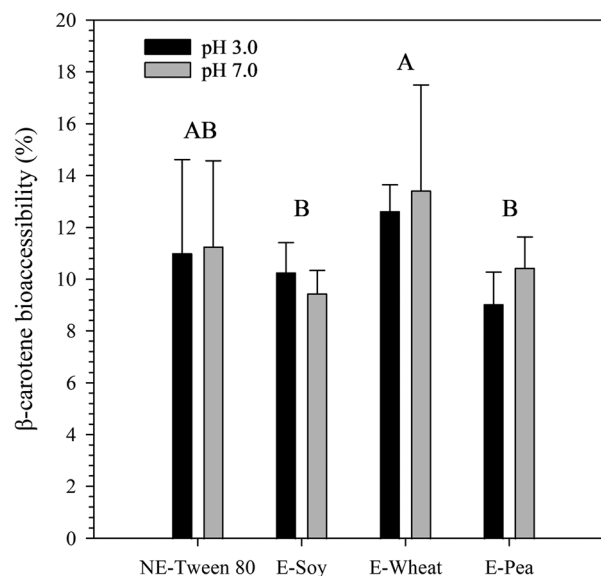 20
18
16
14
12
10
8
6
4
2
0
β-carotene bioaccessibility (%)
pH 3.0
pH 7.0
AB
B
A
B
NE-Tween 80 E-Soy E-Wheat E-Pea